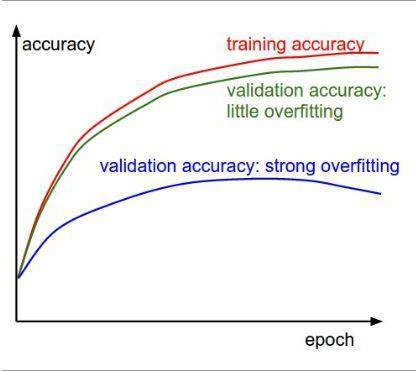 accuracy
training accuracy
validation accuracy:
little overfitting
validation accuracy: strong overfitting
epoch